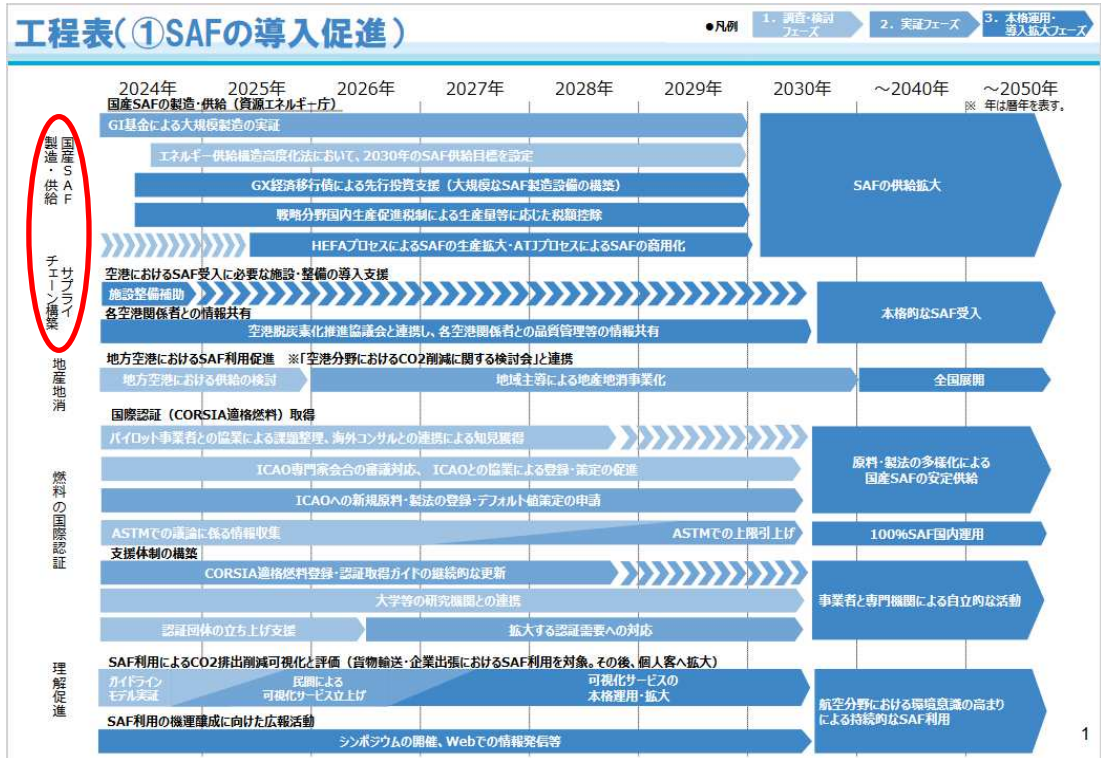 工程表(①SAFの導入促進)
●凡例
1. 調査・検討
フェーズ
2. 実証フェーズ
3. 本格運用・
導入拡大フェーズ
2024年 2025年 2026年 2027年 2028年 2029年 2030年 ～2040年 ～2050年
※ 年は暦年を表す。
国産SAF
製造・供給
国産SAFの製造・供給（資源エネルギー庁）
GI基金による大規模製造の実証
エネルギー供給構造高度化法において、2030年のSAF供給目標を設定
GX経済移行債による先行投資支援（大規模なSAF製造設備の構築）
戦略分野国内生産促進税制による生産量等に応じた税額控除
HEFAプロセスによるSAFの生産拡大・ATJプロセスによるSAFの商用化
SAFの供給拡大
サプライ
チェーン構築
空港におけるSAF受入に必要な施設・整備の導入支援
施設整備補助
各空港関係者との情報共有
空港脱炭素化推進協議会と連携し、各空港関係者との品質管理等の情報共有
本格的なSAF受入
地産地消
地方空港におけるSAF利用促進 ※「空港分野におけるCO2削減に関する検討会」と連携
地方空港における供給の検討
地域主導による地産地消事業化
全国展開
燃料の国際認証
国際認証（CORSIA適格燃料）取得
パイロット事業者との協業による課題整理、海外コンサルとの連携による知見獲得
ICAO専門家会合の審議対応、ICAOとの協業による登録・策定の促進
ICAOへの新規原料・製法の登録・デフォルト値策定の申請
原料・製法の多様化による
国産SAFの安定供給
ASTMでの議論に係る情報収集
ASTMでの上限引上げ
100%SAF国内運用
支援体制の構築
CORSIA適格燃料登録・認証取得ガイドの継続的な更新
大学等の研究機関との連携
認証団体の立ち上げ支援
拡大する認証需要への対応
事業者と専門機関による自立的な活動
理解促進
SAF利用によるCO2排出削減可視化と評価（貨物輸送・企業出張におけるSAF利用を対象。その後、個人客へ拡大）
ガイドライン
モデル実証
民間による
可視化サービス立上げ
可視化サービスの
本格運用・拡大
SAF利用の機運醸成に向けた広報活動
シンポジウムの開催、Webでの情報発信等
航空分野における環境意識の高まり
による持続的なSAF利用
1